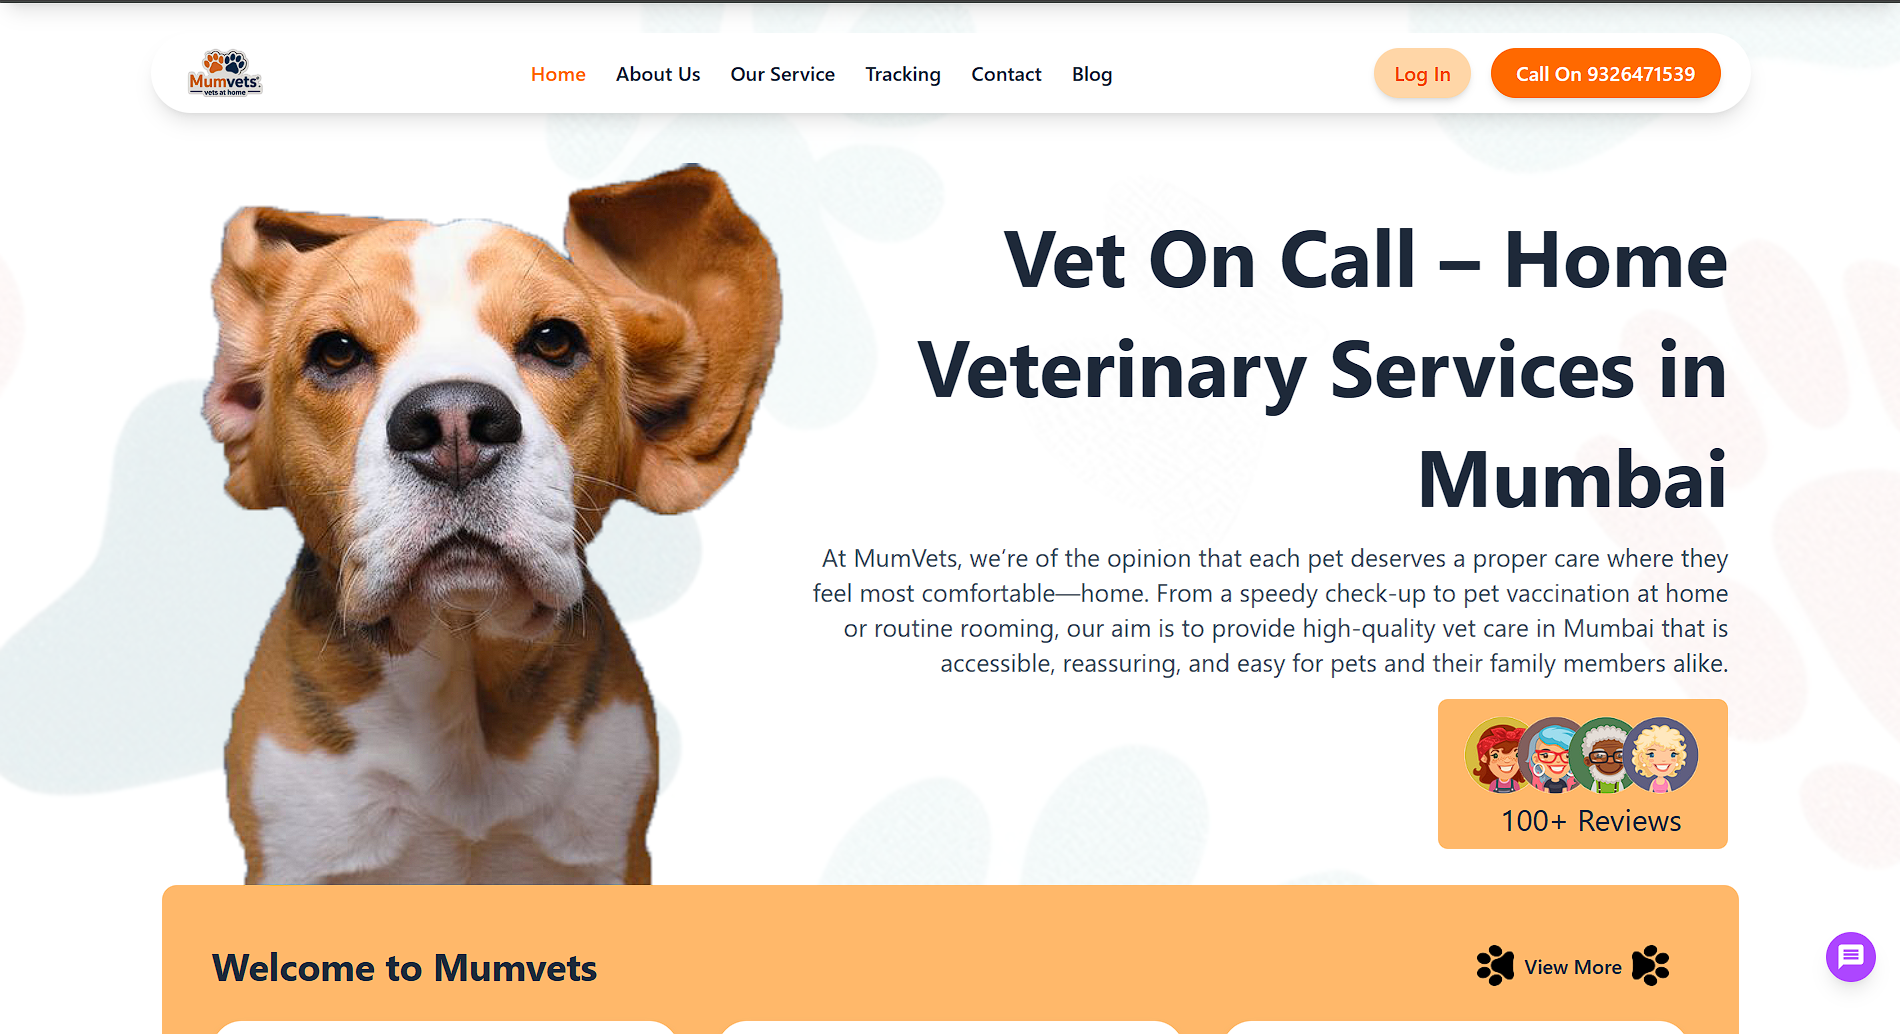 Mumvets
vets at home
Home
About Us
Our Service
Tracking
Contact
Blog
Log In
Call On 9326471539
Vet On Call – Home
Veterinary Services in
Mumbai
At MumVets, we’re of the opinion that each pet deserves a proper care where they
feel most comfortable—home. From a speedy check-up to pet vaccination at home
or routine rooming, our aim is to provide high-quality vet care in Mumbai that is
accessible, reassuring, and easy for pets and their family members alike.
100+ Reviews
Welcome to Mumvets
View More